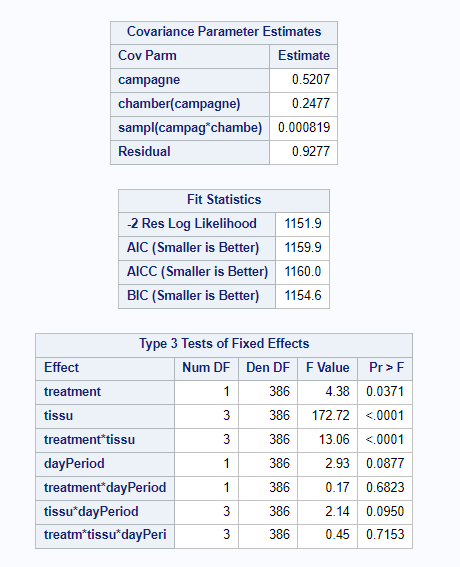 Covariance Parameter Estimates
Cov Parm Estimate
campagne 0.5207
chamber(campagne) 0.2477
sampl(campag*chambe) 0.000819
Residual 0.9277
Fit Statistics
-2 Res Log Likelihood 1151.9
AIC (Smaller is Better) 1159.9
AICC (Smaller is Better) 1160.0
BIC (Smaller is Better) 1154.6
Type 3 Tests of Fixed Effects
Effect Num DF Den DF F Value Pr > F
treatment 1 386 4.38 0.0371
tissu 3 386 172.72 <.0001
treatment*tissu 3 386 13.06 <.0001
dayPeriod 1 386 2.93 0.0877
treatment*dayPeriod 1 386 0.17 0.6823
tissu*dayPeriod 3 386 2.14 0.0950
treatm*tissu*dayPeri 3 386 0.45 0.7153